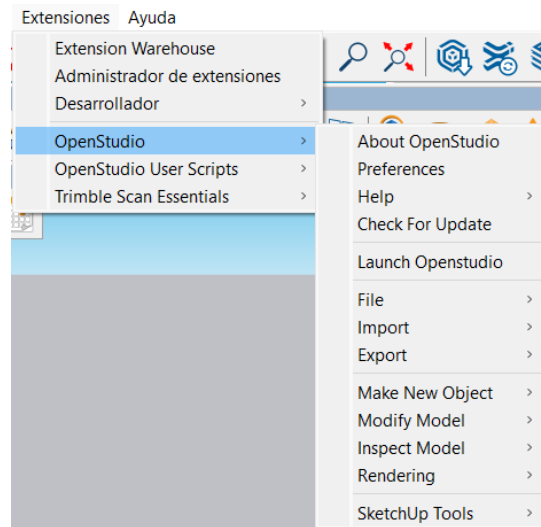 Extensiones Ayuda
Extension Warehouse
Administrador de extensiones
Desarrollador
OpenStudio
OpenStudio User Scripts
Trimble Scan Essentials
About OpenStudio
Preferences
Help
Check For Update
Launch Openstudio
File
Import
Export
Make New Object
Modify Model
Inspect Model
Rendering
SketchUp Tools